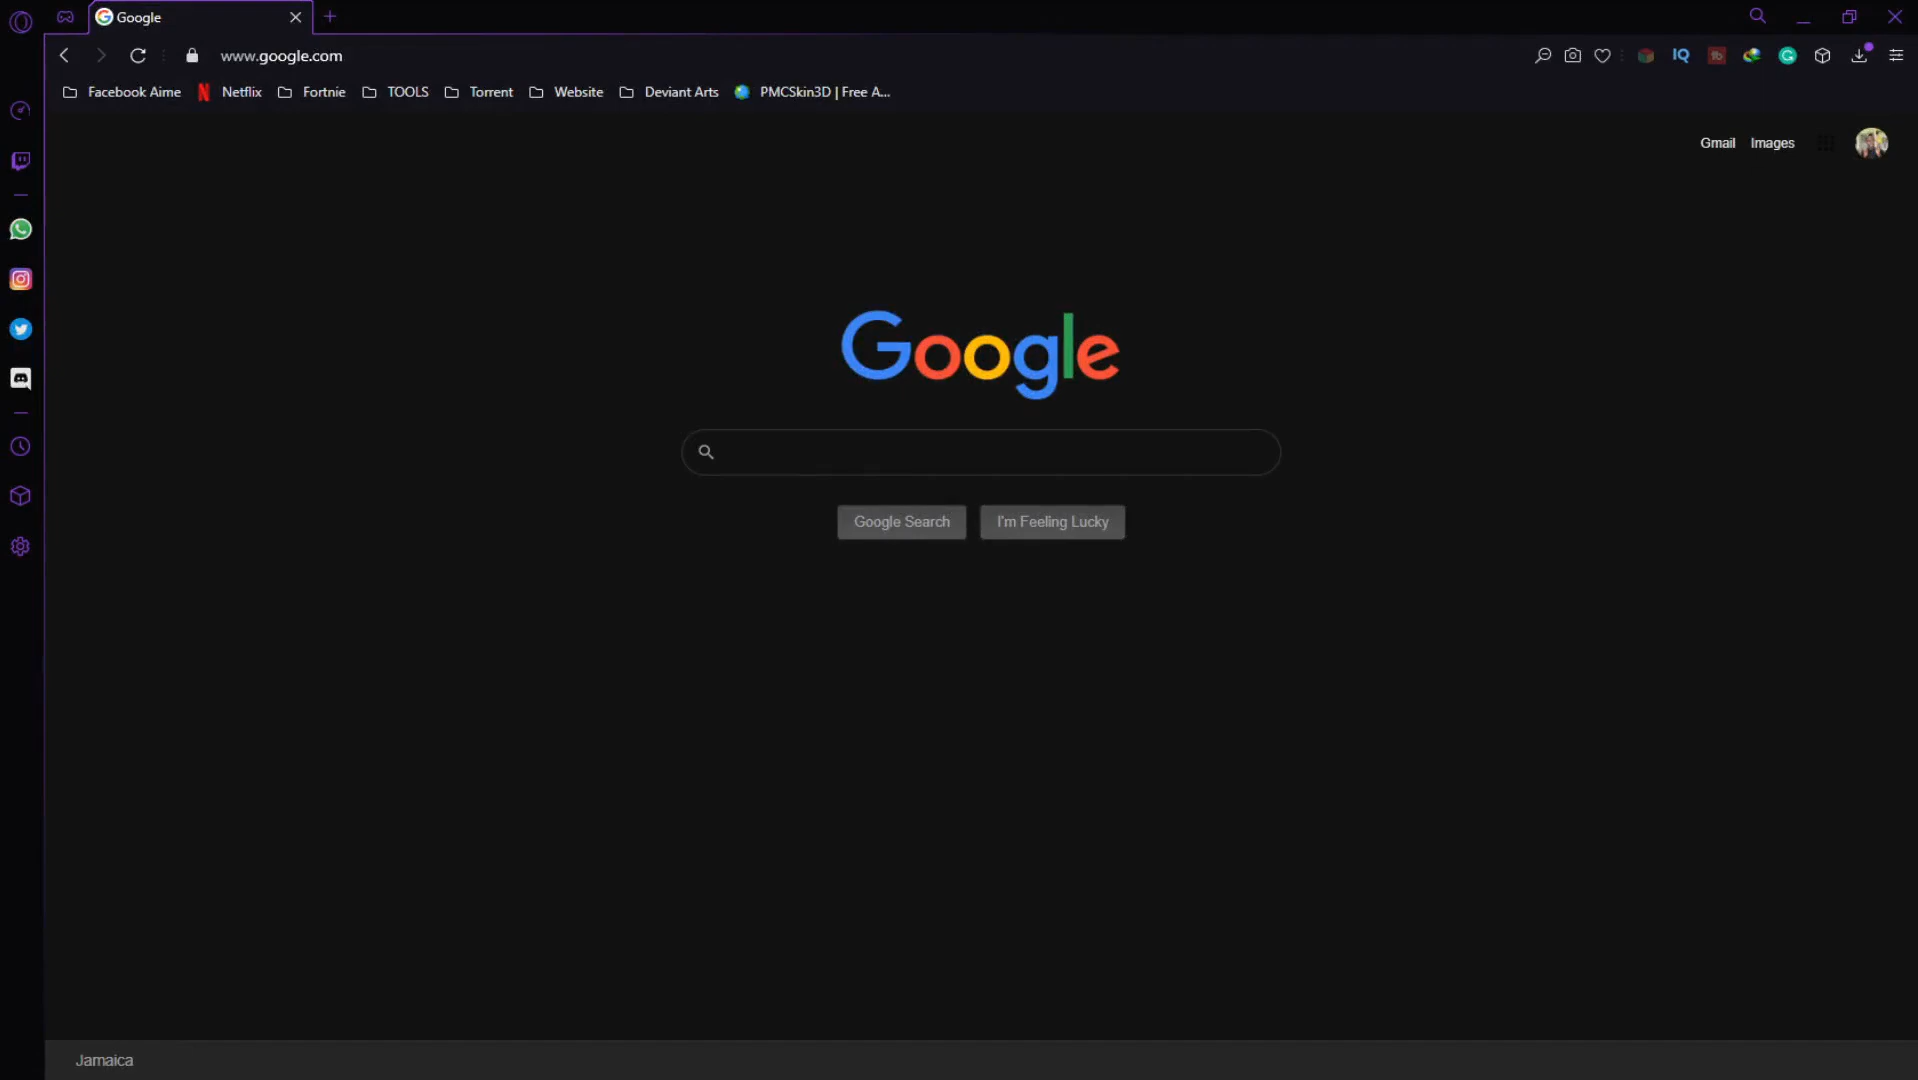 Google
www.google.com
IQ
Facebook Aime Netflix Fortnie TOOLS Torrent Website Deviant Arts PMCSkin3D | Free A...
Gmail Images
Google
Google Search I'm Feeling Lucky
Jamaica